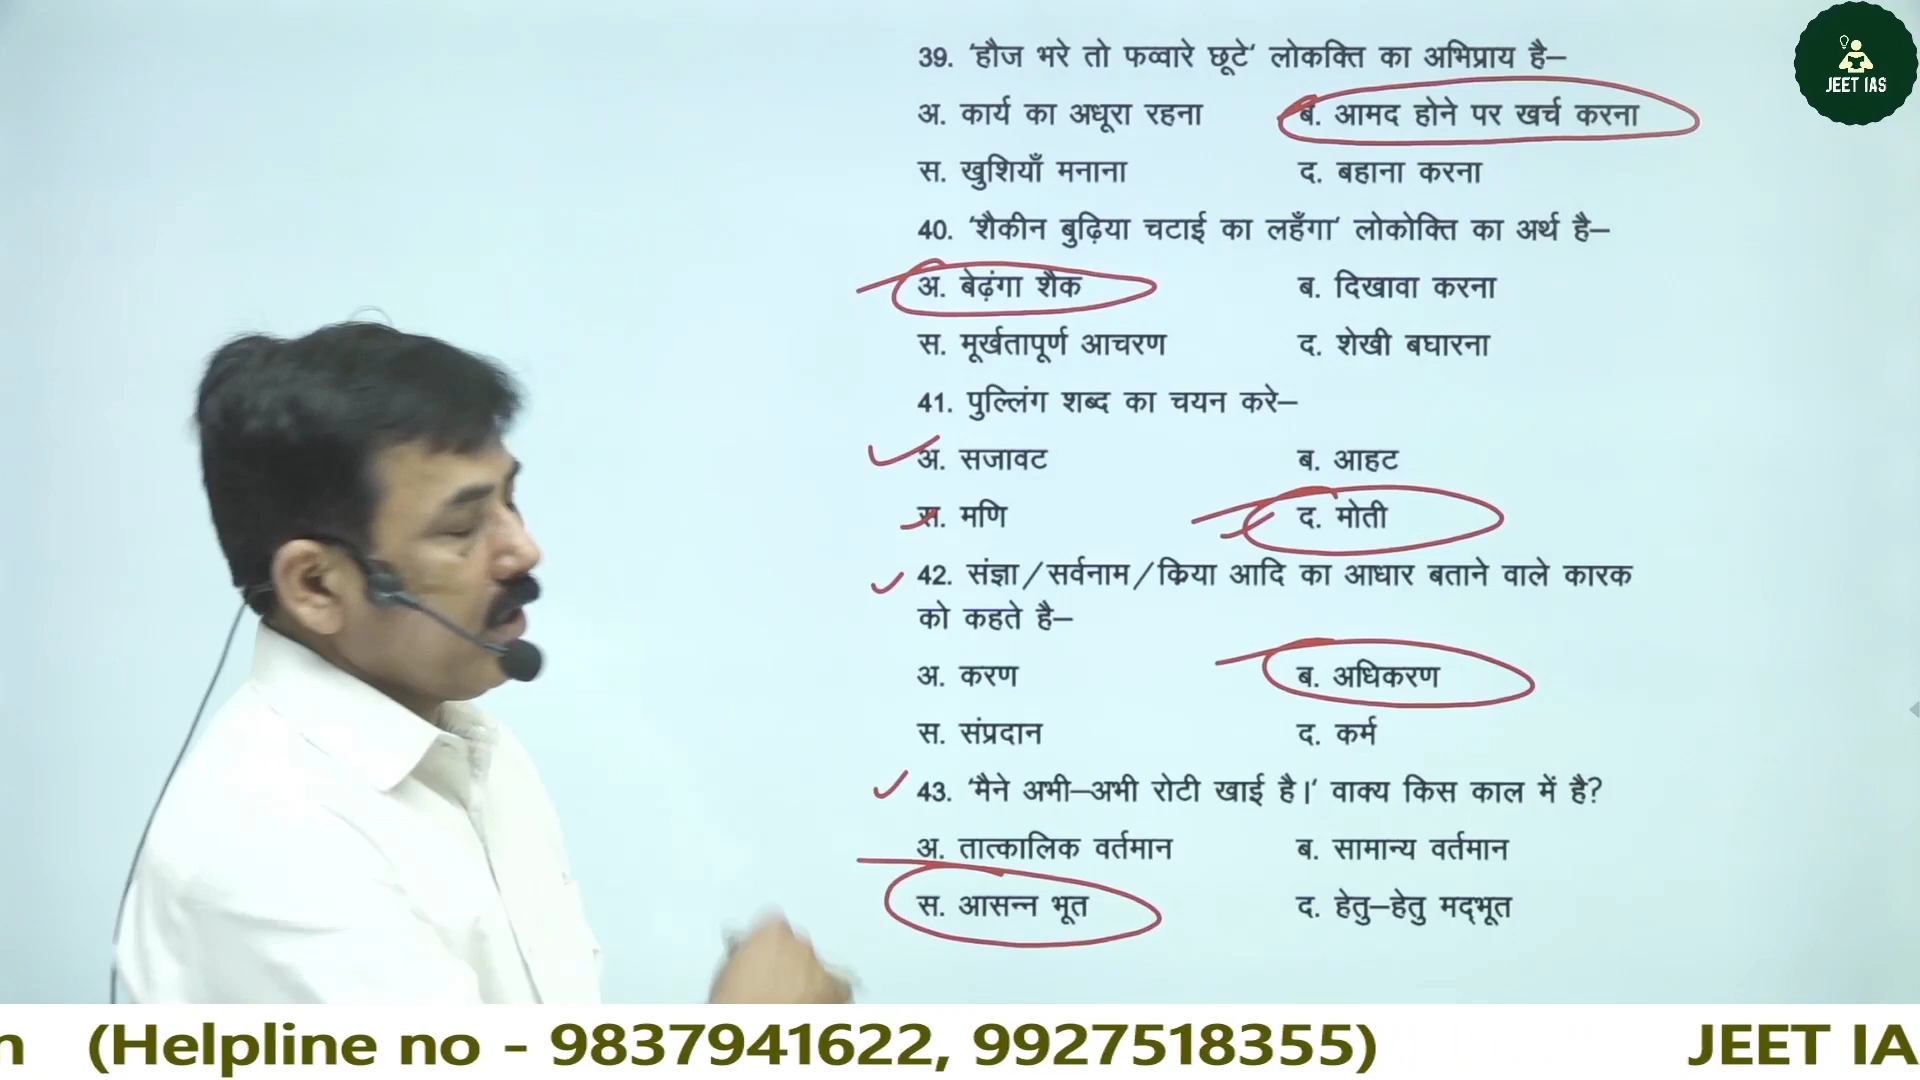 JEET IAS
39. ‘हौज भरे तो फव्वारे छूटे’ लोकक्ति का अभिप्राय है–
अ. कार्य का अधूरा रहना ब. आमद होने पर खर्च करना
स. खुशियाँ मनाना द. बहाना करना
40. ‘शैकीन बुढ़िया चटाई का लहँगा’ लोकोक्ति का अर्थ है–
अ. बेढ़ंगा शैक ब. दिखावा करना
स. मूर्खतापूर्ण आचरण द. शेखी बघारना
41. पुल्लिंग शब्द का चयन करे–
अ. सजावट ब. आहट
स. मणि द. मोती
42. संज्ञा/सर्वनाम/क्रिया आदि का आधार बताने वाले कारक
को कहते है–
अ. करण ब. अधिकरण
स. संप्रदान द. कर्म
43. ‘मैने अभी–अभी रोटी खाई है।’ वाक्य किस काल में है?
अ. तात्कालिक वर्तमान ब. सामान्य वर्तमान
स. आसन्न भूत द. हेतु–हेतु मद्भूत
n (Helpline no - 9837941622, 9927518355) JEET IA